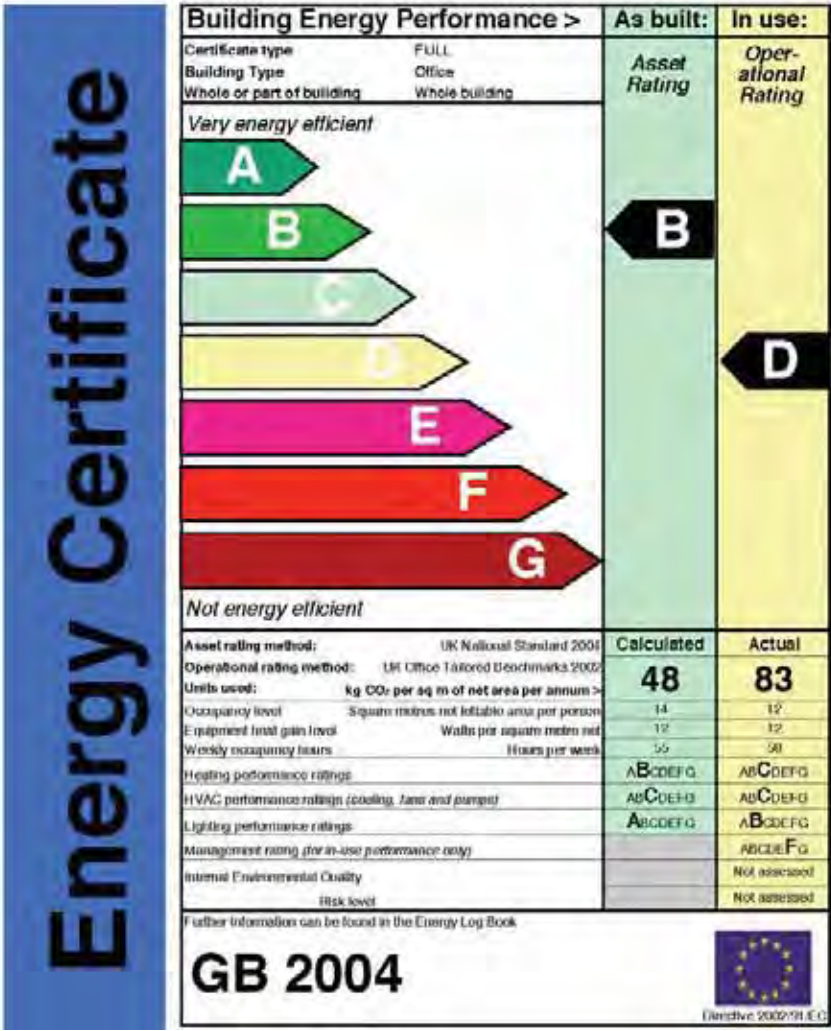 Energy Certificate
Building Energy Performance > As built: In use:
Certificate type FULL
Building Type Office
Whole or part of building Whole building
Asset Rating
Oper-ational Rating
Very energy efficient
A
B B
C
D D
E
F
G
Not energy efficient
Asset rating method: UK National Standard 2004 Calculated Actual
Operational rating method: UK Office Tailored Benchmarks 2002
Units used: kg CO₂ per sq m of net area per annum > 48 83
Occupancy level Square metres net lettable area per person 14 12
Equipment heat gain level Watts per square metre net 12 12
Weekly occupancy hours Hours per week 55 50
Heating performance ratings ABCDEFG ABCDEFG
HVAC performance ratings (cooling, fans and pumps) ABCDEFG ABCDEFG
Lighting performance ratings ABCDEFG ABCDEFG
Management rating (for in-use performance only) ABCDEFG
Internal Environmental Quality Not assessed
Risk level Not assessed
Further Information can be found in the Energy Log Book
GB 2004
Directive 2002/91/EC